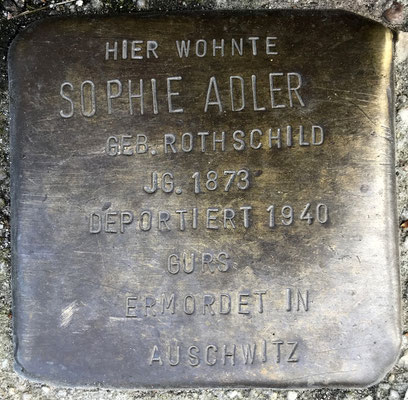 HIER WOHNTE
SOPHIE ADLER
GEB. ROTHSCHILD
JG. 1873
DEPORTIERT 1940
GURS
ERMORDET IN
AUSCHWITZ